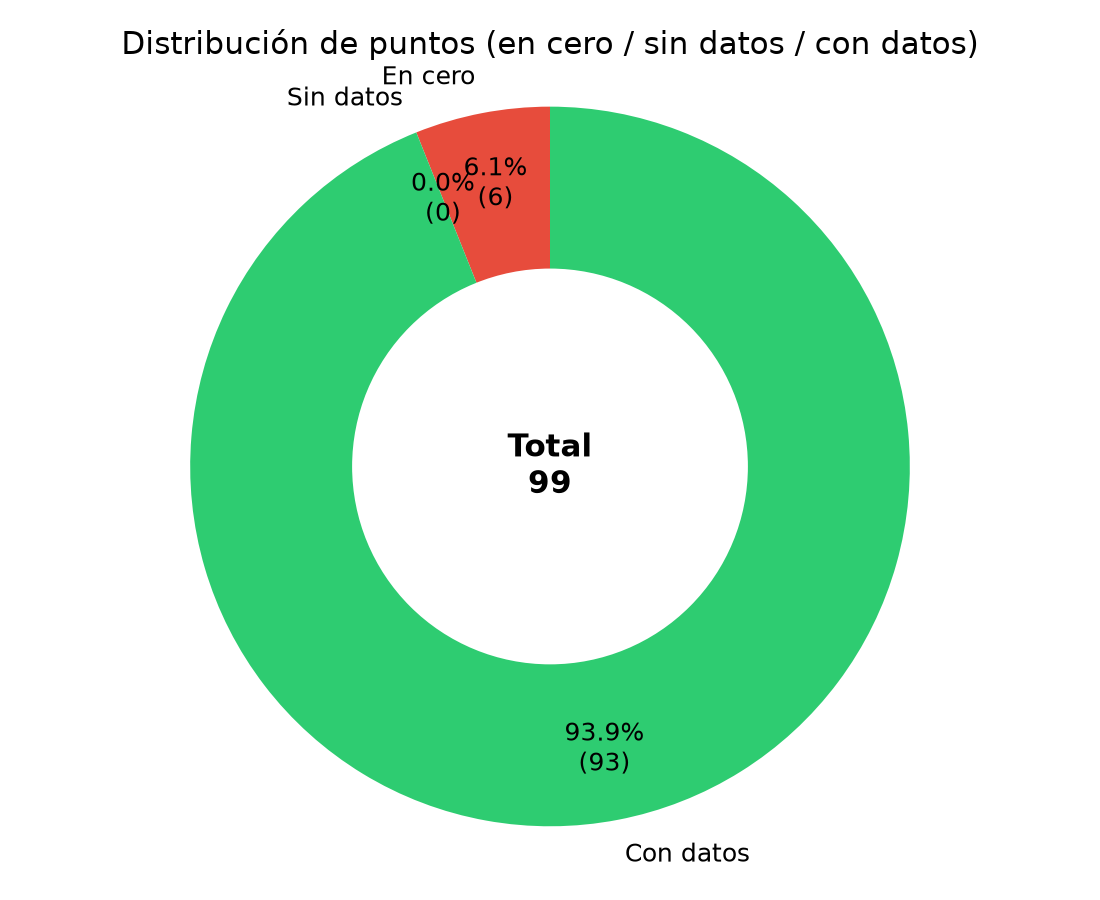 Distribución de puntos (en cero / sin datos / con datos)
En cero
Sin datos
6.1%
(6)
0.0%
(0)
Total
99
93.9%
(93)
Con datos